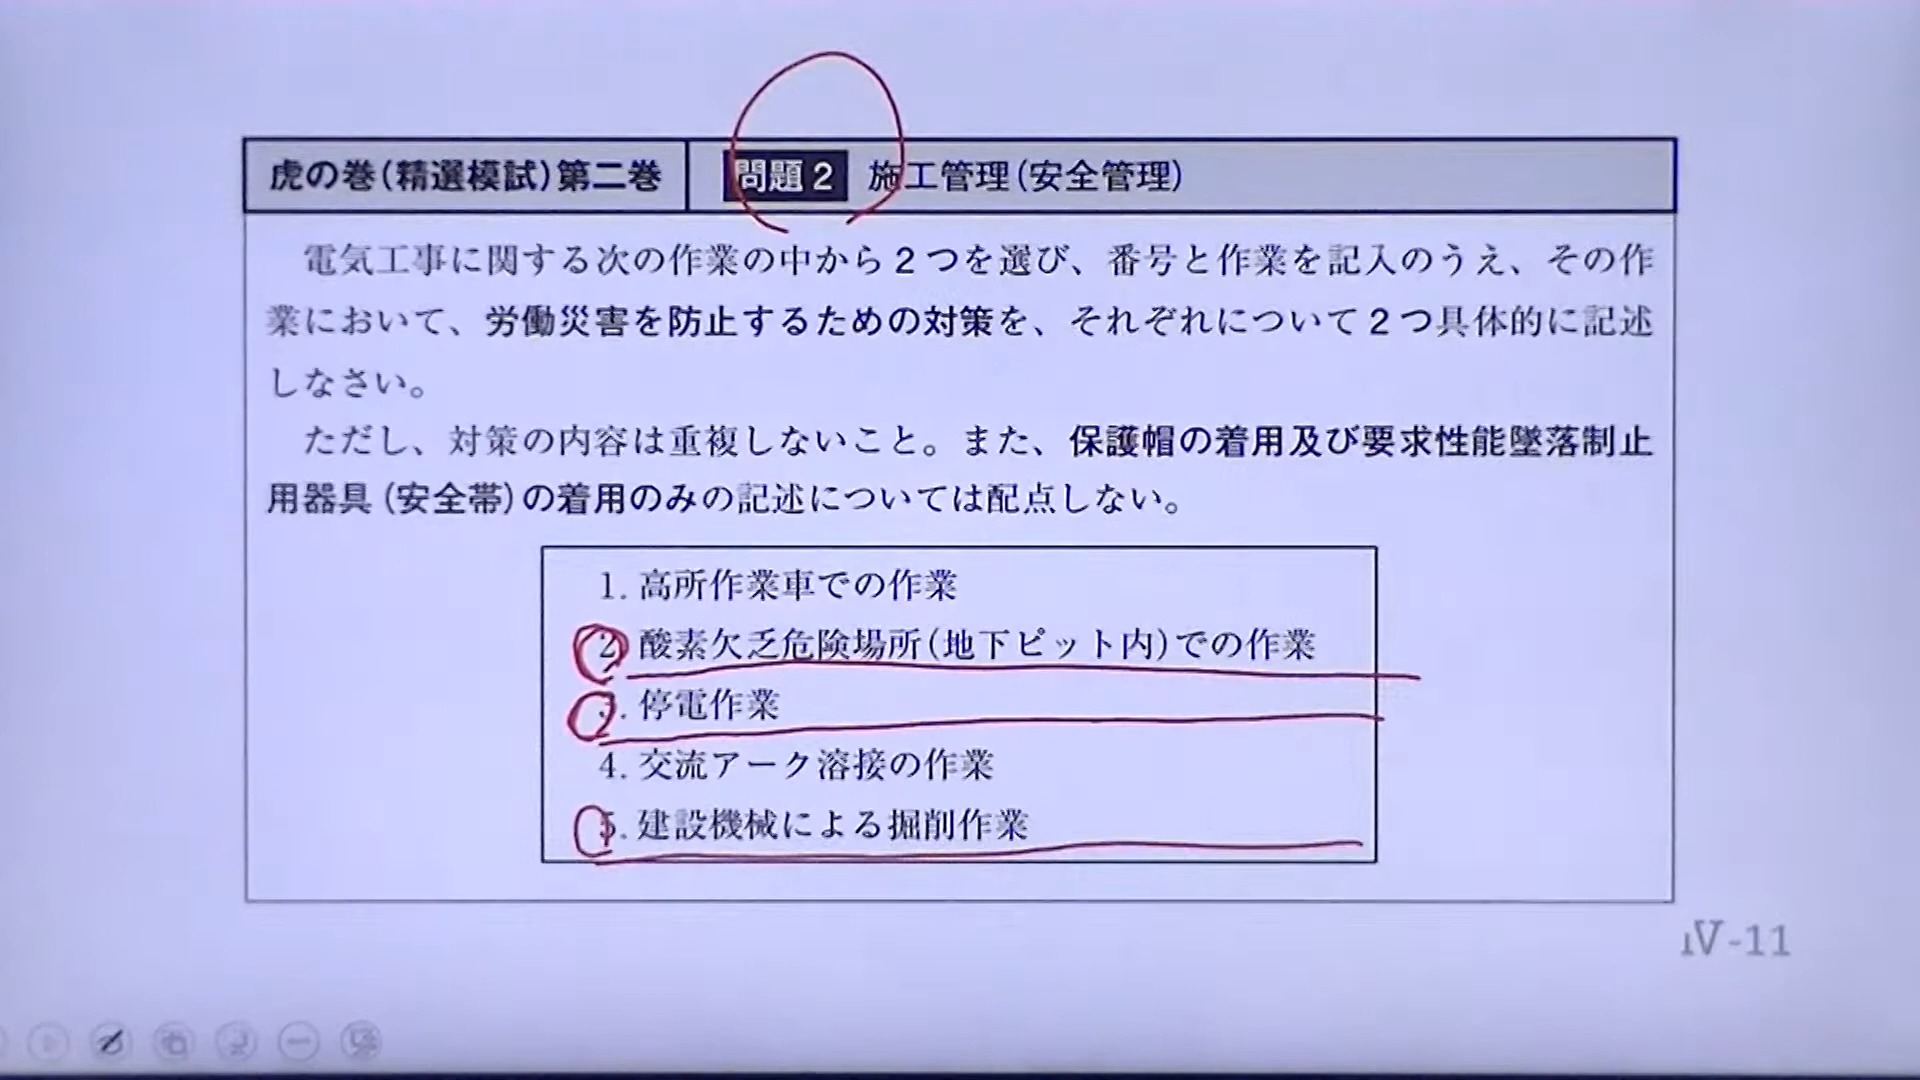 虎の巻(精選模試)第二巻 問題2 施工管理(安全管理)
電気工事に関する次の作業の中から2つを選び、番号と作業を記入のうえ、その作
業において、労働災害を防止するための対策を、それぞれについて2つ具体的に記述
しなさい。
ただし、対策の内容は重複しないこと。また、保護帽の着用及び要求性能墜落制止
用器具(安全帯)の着用のみの記述については配点しない。
1. 高所作業車での作業
2. 酸素欠乏危険場所(地下ピット内)での作業
3. 停電作業
4. 交流アーク溶接の作業
5. 建設機械による掘削作業
Ⅳ-11